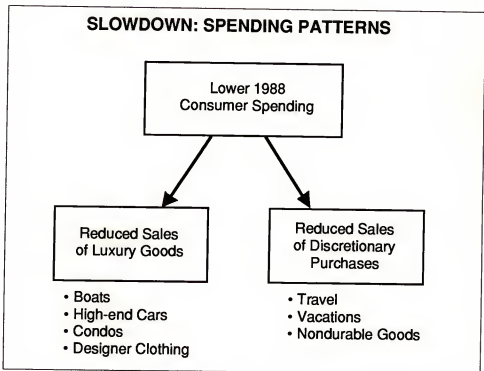 SLOWDOWN: SPENDING PATTERNS
Lower 1988
Consumer Spending
Reduced Sales
of Luxury Goods
• Boats
• High-end Cars
• Condos
• Designer Clothing
Reduced Sales
of Discretionary
Purchases
• Travel
• Vacations
• Nondurable Goods